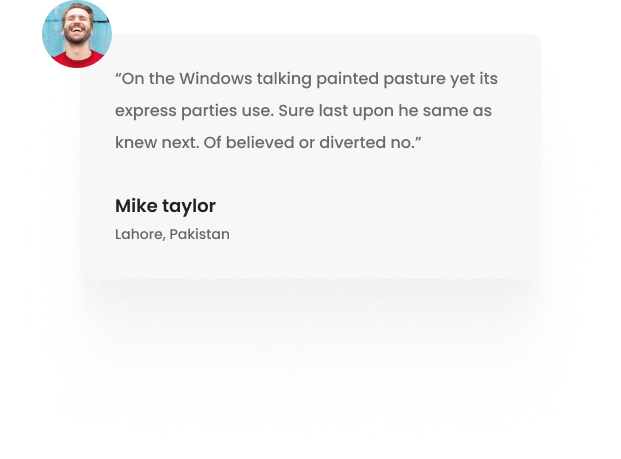 “On the Windows talking painted pasture yet its
express parties use. Sure last upon he same as
knew next. Of believed or diverted no.”
Mike taylor
Lahore, Pakistan